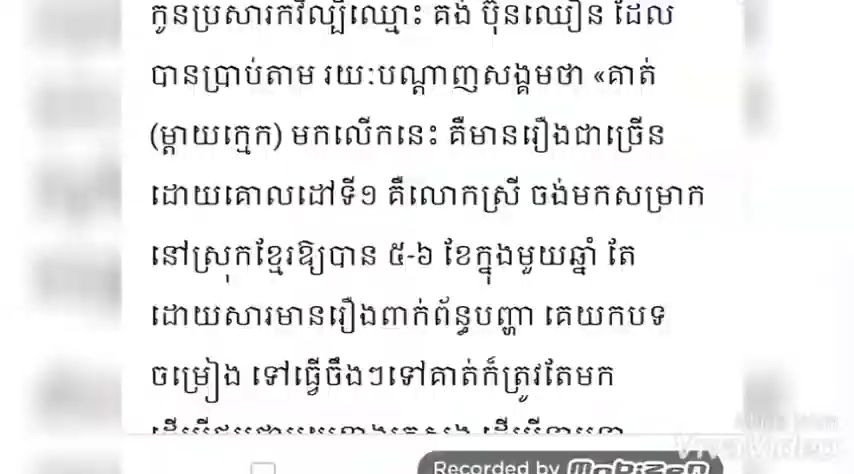 កូនប្រសារកវិល្បីឈ្មោះ គង់ ប៊ុនឈឿន ដែល
បានប្រាប់តាម រយៈបណ្ដាញសង្គមថា «គាត់
(ម្ដាយក្មេក) មកលើកនេះ គឺមានរឿងជាច្រើន
ដោយគោលដៅទី១ គឺលោកស្រី ចង់មកសម្រាក
នៅស្រុកខ្មែរឱ្យបាន ៥-៦ ខែក្នុងមួយឆ្នាំ តែ
ដោយសារមានរឿងពាក់ព័ន្ធបញ្ហា គេយកបទ
ចម្រៀង ទៅធ្វើចឹងៗទៅគាត់ក៏ត្រូវតែមក
VivaVideo
Recorded by Mobizen